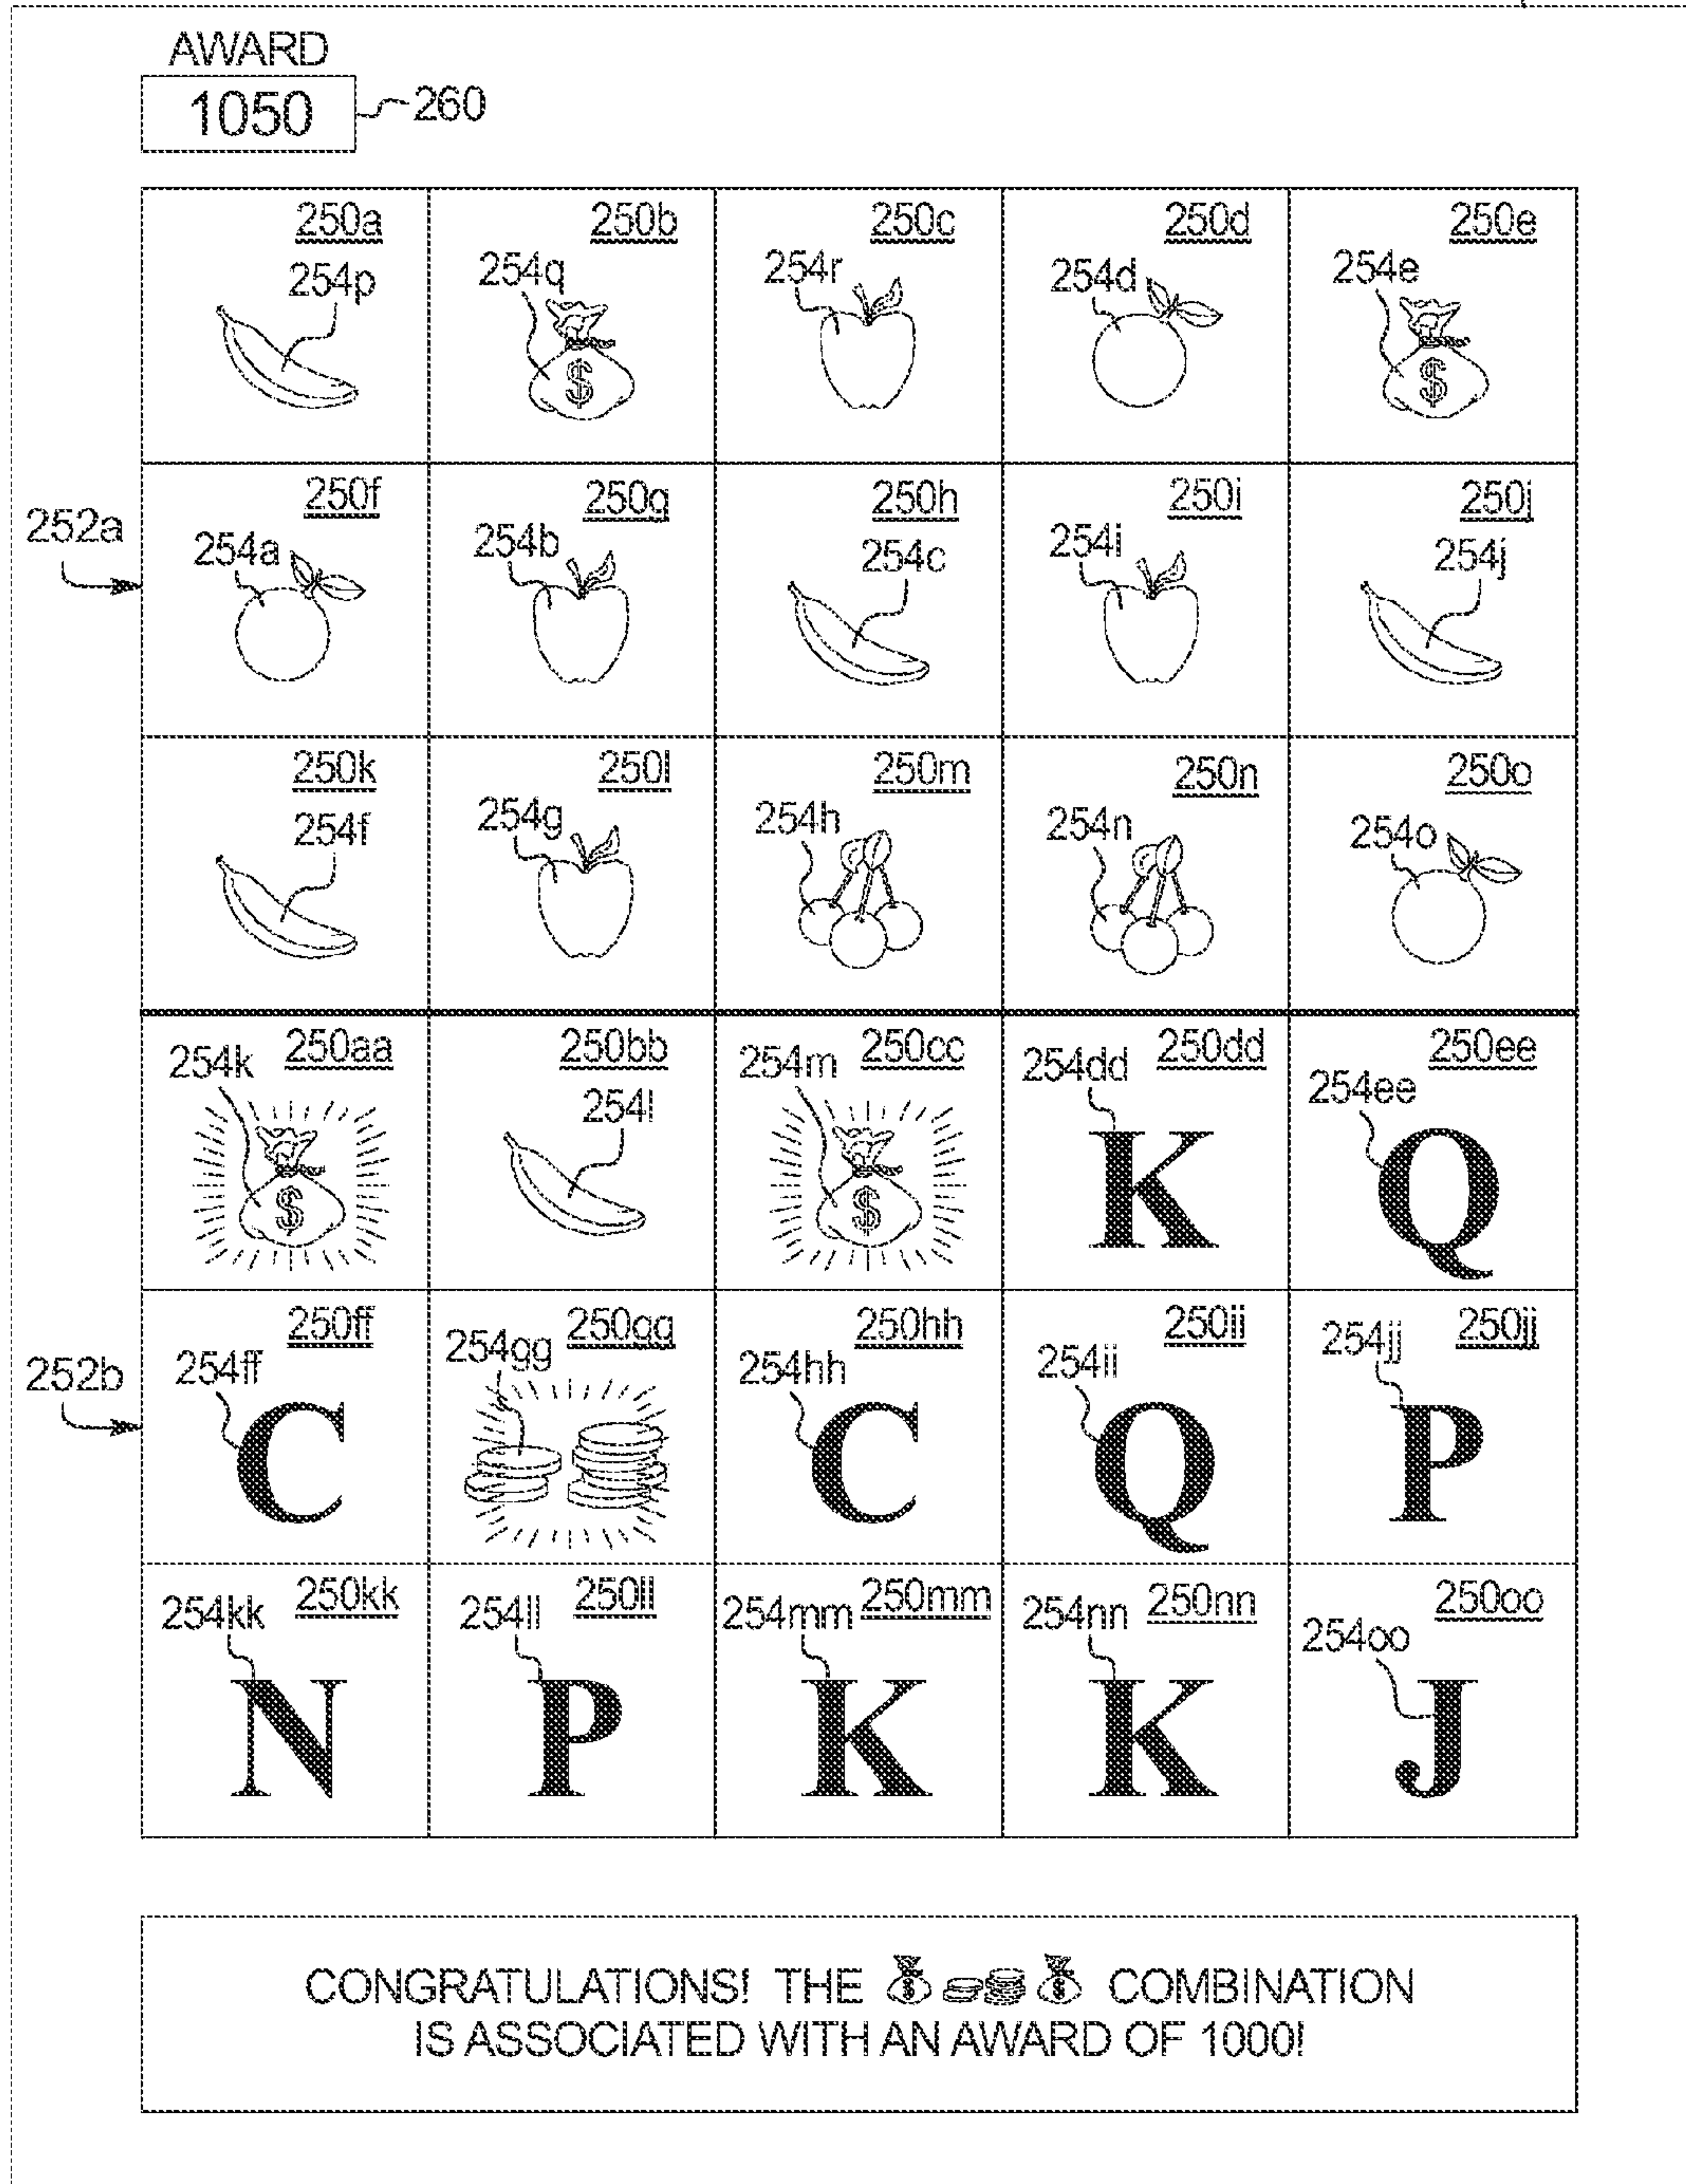 AWARD
1050 260
250a 250b 250c 250d 250e
254p 254q 254r 254d 254e
$ $
252a
250f 250g 250h 250i 250j
254a 254b 254c 254i 254j
250k 250l 250m 250n 250o
254f 254g 254h 254n 254o
254k 250aa 250bb 254m 250cc 254dd 250dd 250ee
254l 254ee
$ $ K Q
252b
250ff 254gg 250gg 250hh 250ii 254jj 250jj
254ff 254hh 254ii
C C Q P
254kk 250kk 254ll 250ll 254mm 250mm 254nn 250nn 250oo
254oo
N P K K J
CONGRATULATIONS! THE $ $ COMBINATION
IS ASSOCIATED WITH AN AWARD OF 1000!